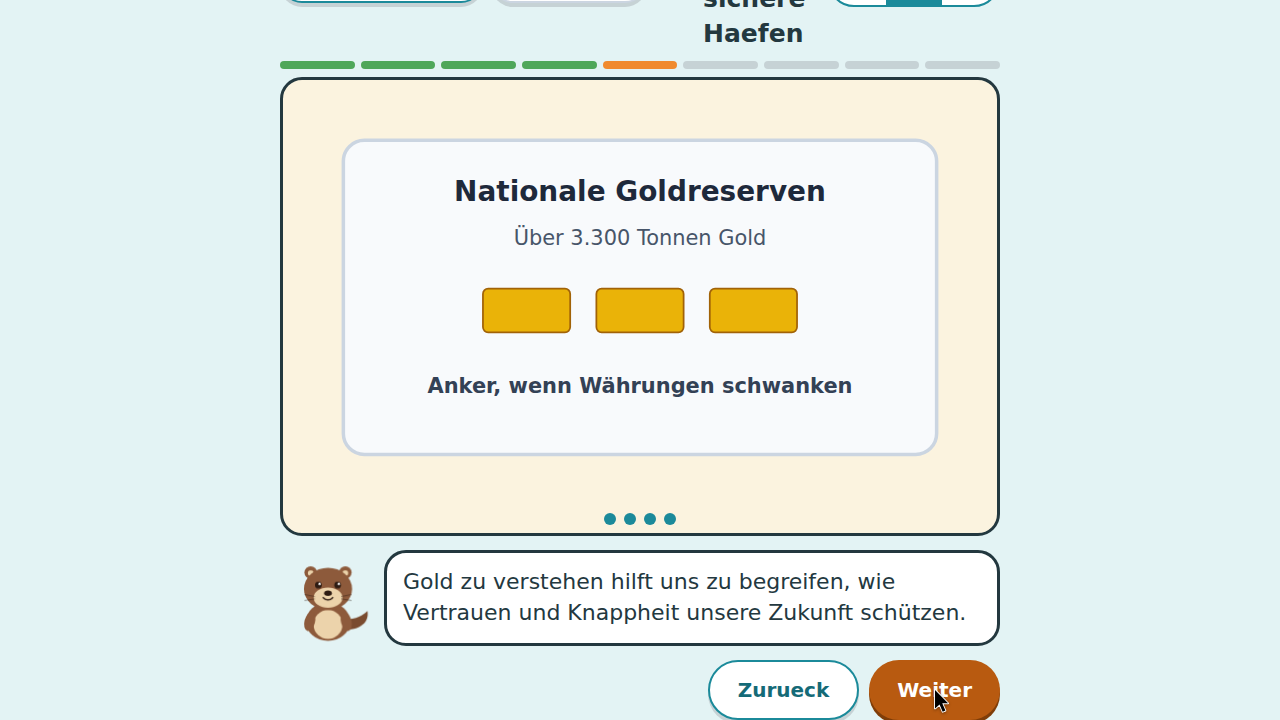 sichere
Haefen
Nationale Goldreserven
Über 3.300 Tonnen Gold
Anker, wenn Währungen schwanken
Gold zu verstehen hilft uns zu begreifen, wie
Vertrauen und Knappheit unsere Zukunft schützen.
Zurueck
Weiter